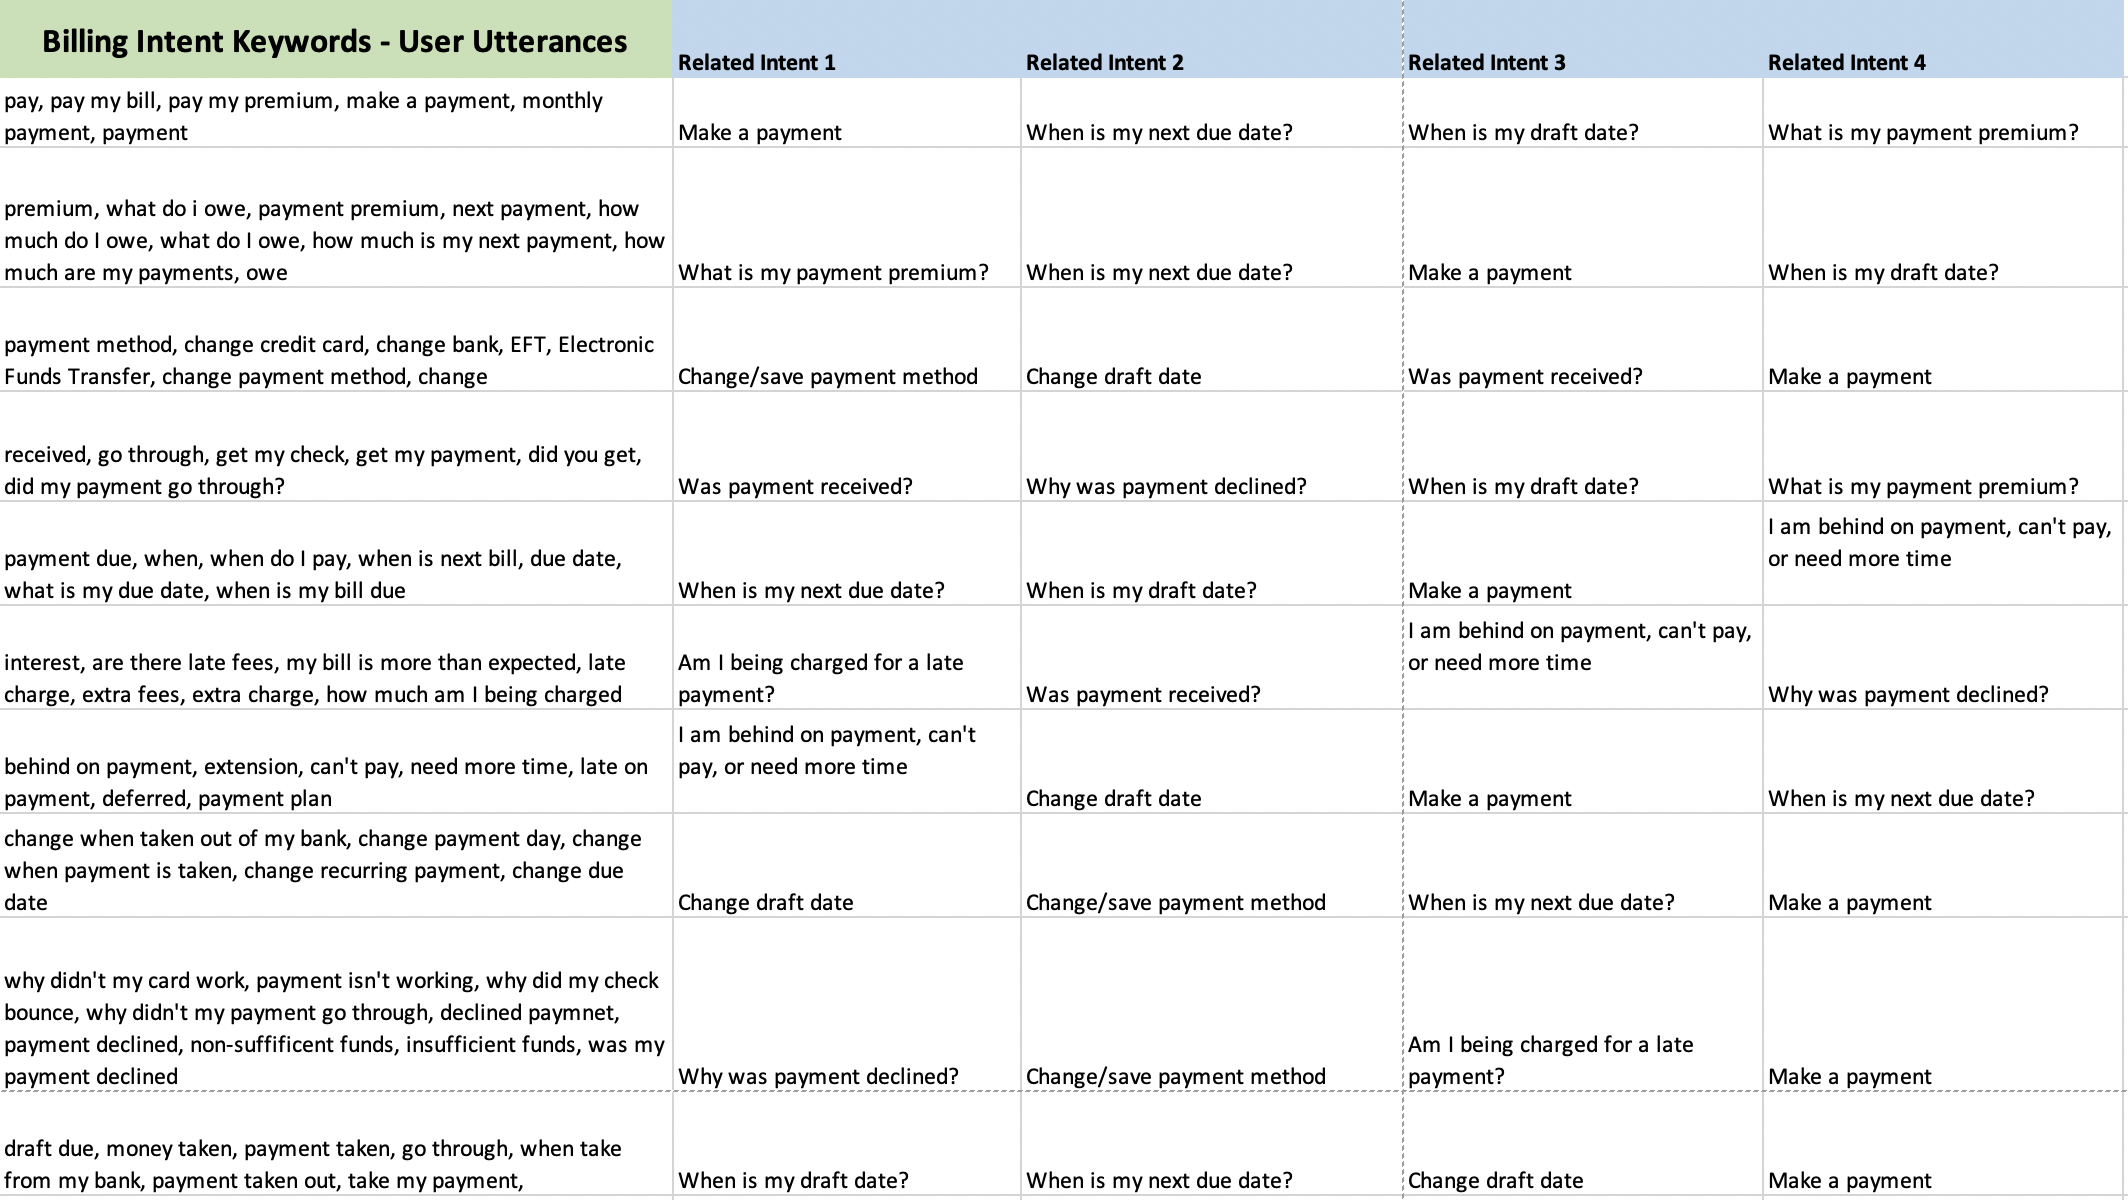 Billing Intent Keywords - User Utterances
Related Intent 1
Related Intent 2
Related Intent 3
Related Intent 4
pay, pay my bill, pay my premium, make a payment, monthly
payment, payment
Make a payment
When is my next due date?
When is my draft date?
What is my payment premium?
premium, what do i owe, payment premium, next payment, how
much do I owe, what do I owe, how much is my next payment, how
much are my payments, owe
What is my payment premium?
When is my next due date?
Make a payment
When is my draft date?
payment method, change credit card, change bank, EFT, Electronic
Funds Transfer, change payment method, change
Change/save payment method
Change draft date
Was payment received?
Make a payment
received, go through, get my check, get my payment, did you get,
did my payment go through?
Was payment received?
Why was payment declined?
When is my draft date?
What is my payment premium?
payment due, when, when do I pay, when is next bill, due date,
what is my due date, when is my bill due
When is my next due date?
When is my draft date?
Make a payment
I am behind on payment, can't pay,
or need more time
interest, are there late fees, my bill is more than expected, late
charge, extra fees, extra charge, how much am I being charged
Am I being charged for a late
payment?
Was payment received?
I am behind on payment, can't pay,
or need more time
Why was payment declined?
behind on payment, extension, can't pay, need more time, late on
payment, deferred, payment plan
I am behind on payment, can't
pay, or need more time
Change draft date
Make a payment
When is my next due date?
change when taken out of my bank, change payment day, change
when payment is taken, change recurring payment, change due
date
Change draft date
Change/save payment method
When is my next due date?
Make a payment
why didn't my card work, payment isn't working, why did my check
bounce, why didn't my payment go through, declined paymnet,
payment declined, non-suffificent funds, insufficient funds, was my
payment declined
Why was payment declined?
Change/save payment method
Am I being charged for a late
payment?
Make a payment
draft due, money taken, payment taken, go through, when take
from my bank, payment taken out, take my payment,
When is my draft date?
When is my next due date?
Change draft date
Make a payment